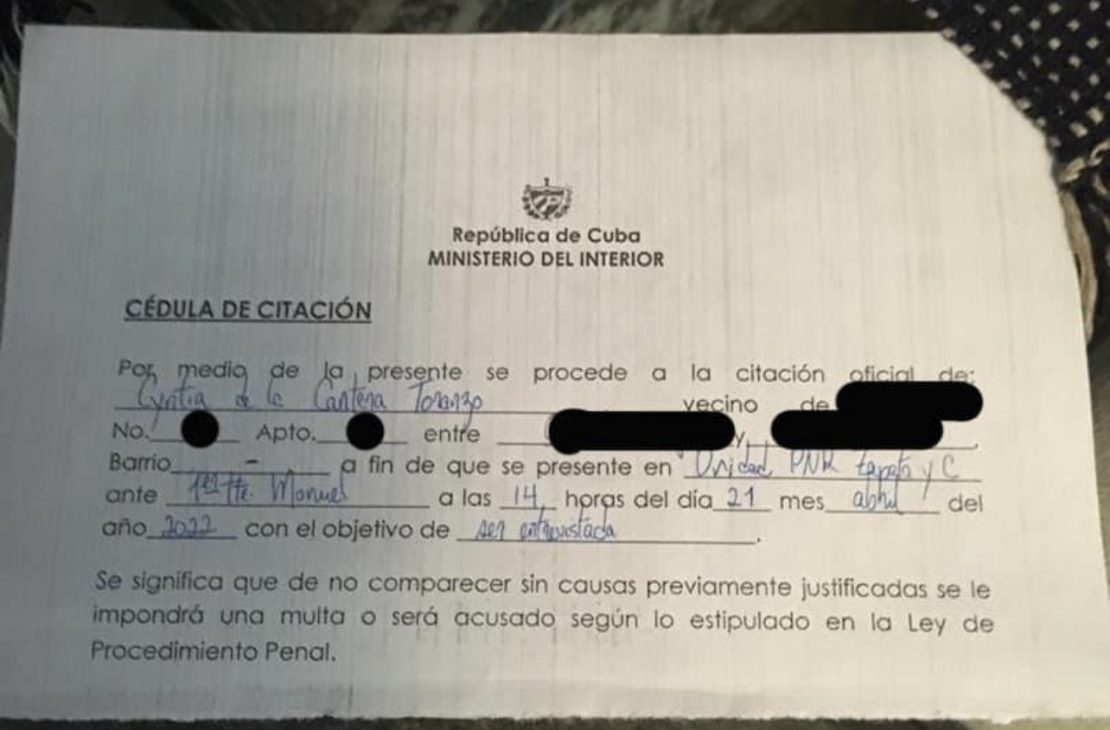 República de Cuba
MINISTERIO DEL INTERIOR
CÉDULA DE CITACIÓN
Por medio de la presente se procede a la citación oficial de:
Cyntia de la Cantera Toranzo vecino de
No. Apto. entre y
Barrio - a fin de que se presente en Unidad PNR Zapata y C
ante 1er Tte. Manuel a las 14 horas del día 21 mes abril del
año 2022 con el objetivo de ser entrevistada.
Se significa que de no comparecer sin causas previamente justificadas se le
impondrá una multa o será acusado según lo estipulado en la Ley de
Procedimiento Penal.